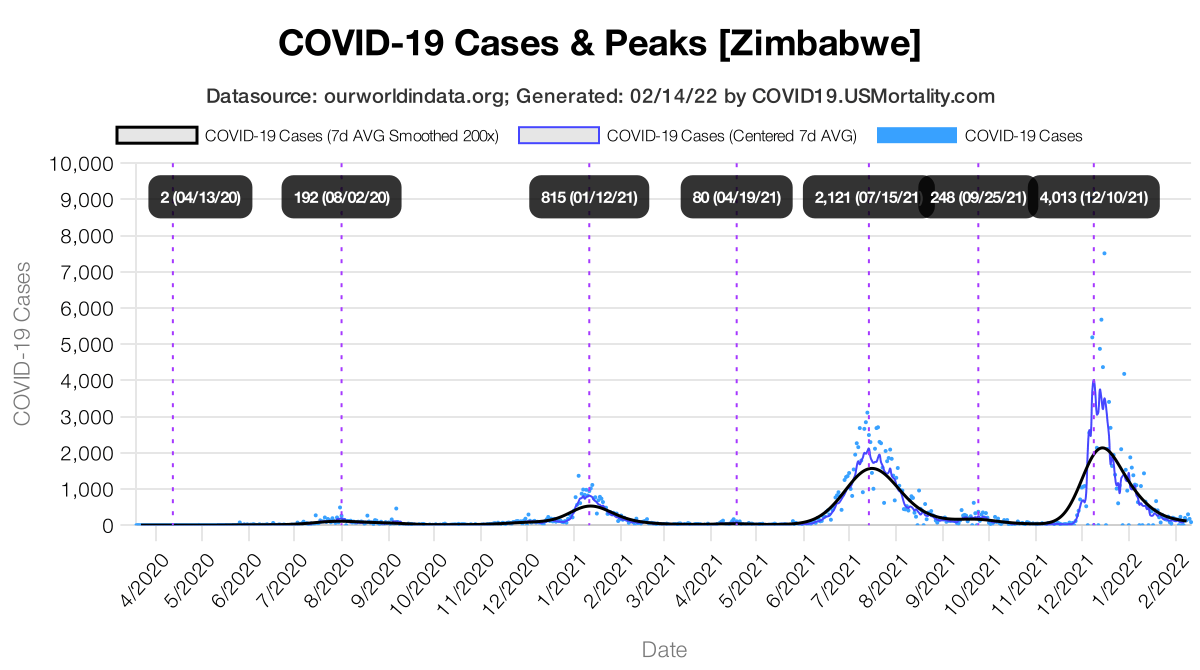 COVID-19 Cases & Peaks [Zimbabwe]
Datasource: ourworldindata.org; Generated: 02/14/22 by COVID19.USMortality.com
COVID-19 Cases (7d AVG Smoothed 200x) COVID-19 Cases (Centered 7d AVG) COVID-19 Cases
10,000
2 (04/13/20) 192 (08/02/20) 815 (01/12/21) 80 (04/19/21) 2,121 (07/15/21) 248 (09/25/21) 4,013 (12/10/21)
9,000
8,000
7,000
6,000
5,000
4,000
3,000
2,000
1,000
0
COVID-19 Cases
4/2020 5/2020 6/2020 7/2020 8/2020 9/2020 10/2020 11/2020 12/2020 1/2021 2/2021 3/2021 4/2021 5/2021 6/2021 7/2021 8/2021 9/2021 10/2021 11/2021 12/2021 1/2022 2/2022
Date